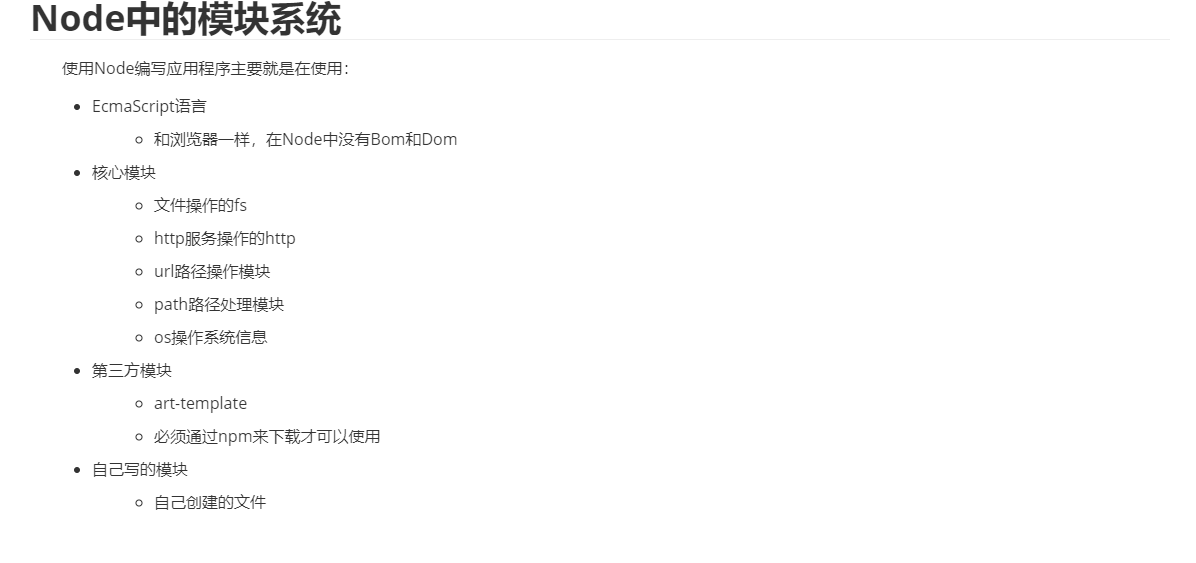 Node中的模块系统
使用Node编写应用程序主要就是在使用：
EcmaScript语言
和浏览器一样，在Node中没有Bom和Dom
核心模块
文件操作的fs
http服务操作的http
url路径操作模块
path路径处理模块
os操作系统信息
第三方模块
art-template
必须通过npm来下载才可以使用
自己写的模块
自己创建的文件